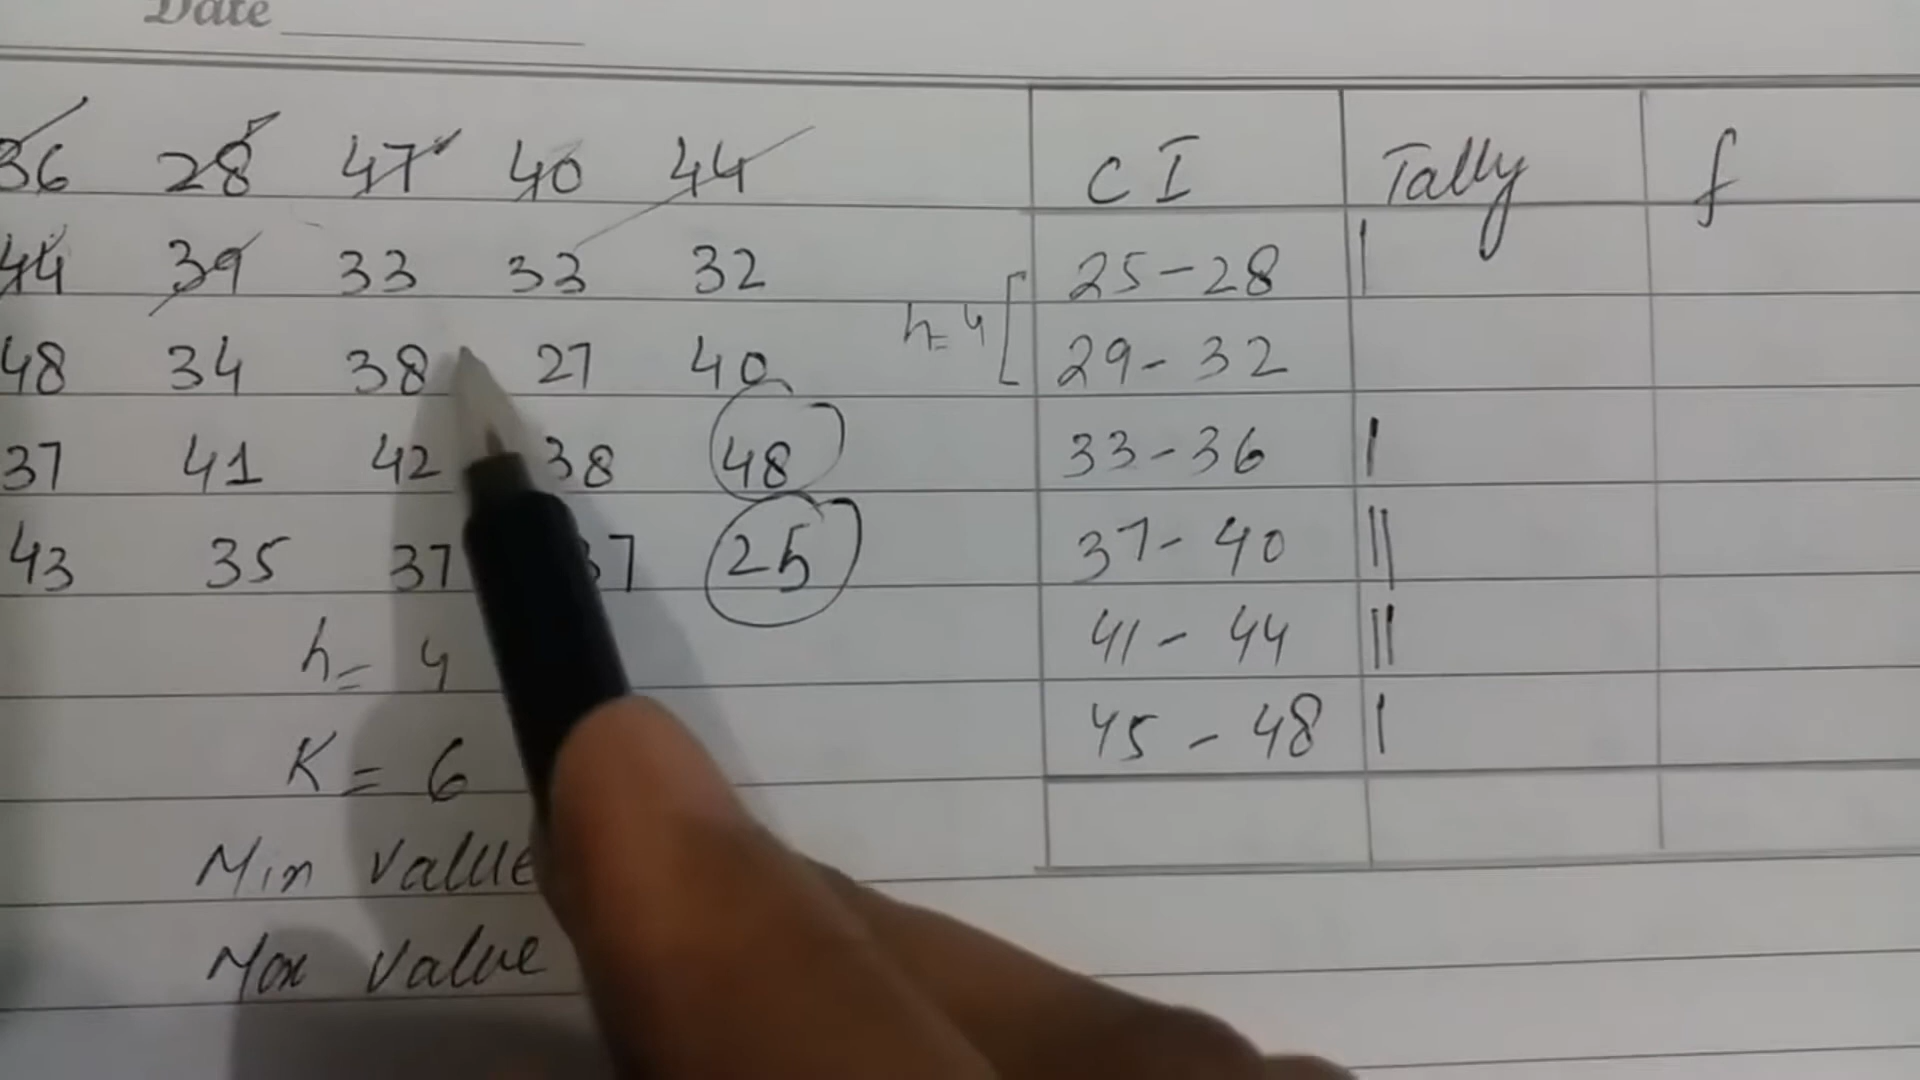 Date
36 28 47 40 44
44 39 33 33 32
48 34 38 27 40
37 41 42 38 48
43 35 37 37 25
h = 4
K = 6
Min Value
Max Value
h=4
CI Tally f
25-28 |
29-32
33-36 |
37-40 ||
41-44 ||
45-48 |